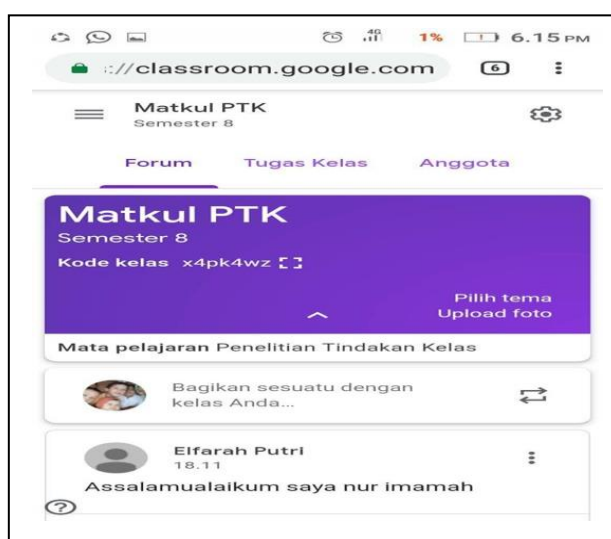 4G 1% 6.15 PM
://classroom.google.com 6
Matkul PTK
Semester 8
Forum Tugas Kelas Anggota
Matkul PTK
Semester 8
Kode kelas x4pk4wz
Pilih tema
Upload foto
Mata pelajaran Penelitian Tindakan Kelas
Bagikan sesuatu dengan
kelas Anda...
Elfarah Putri
18.11
Assalamualaikum saya nur imamah